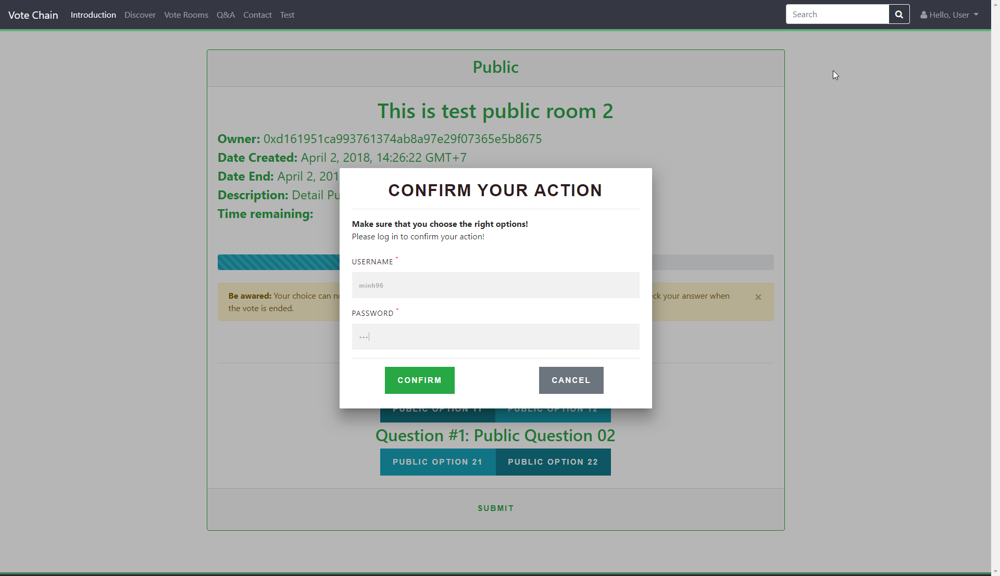 Vote Chain Introduction Discover Vote Rooms Q&A Contact Test Search Hello, User
Public
This is test public room 2
Owner: 0xd161951ca993761374ab8a97e29f07365e5b8675
Date Created: April 2, 2018, 14:26:22 GMT+7
Date End: April 2, 201
Description: Detail Pu
Time remaining:
CONFIRM YOUR ACTION
Make sure that you choose the right options!
Please log in to confirm your action!
USERNAME *
minh96
PASSWORD *
•••
CONFIRM CANCEL
Be awared: Your choice can ck your answer when
the vote is ended.
×
PUBLIC OPTION 11 PUBLIC OPTION 12
Question #1: Public Question 02
PUBLIC OPTION 21 PUBLIC OPTION 22
SUBMIT